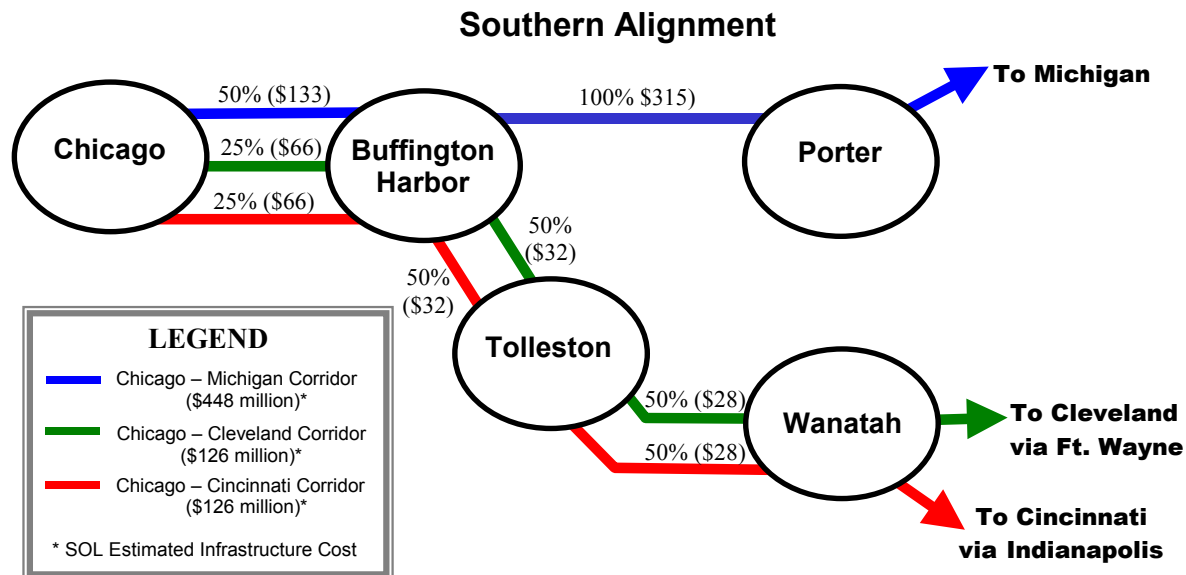 Southern Alignment
To Michigan
50% ($133)
100% $315)
Chicago
25% ($66)
Buffington
Harbor
Porter
25% ($66)
50%
($32)
50%
($32)
Tolleston
50% ($28)
Wanatah
To Cleveland
via Ft. Wayne
50% ($28)
To Cincinnati
via Indianapolis
LEGEND
Chicago – Michigan Corridor
($448 million)*
Chicago – Cleveland Corridor
($126 million)*
Chicago – Cincinnati Corridor
($126 million)*
* SOL Estimated Infrastructure Cost